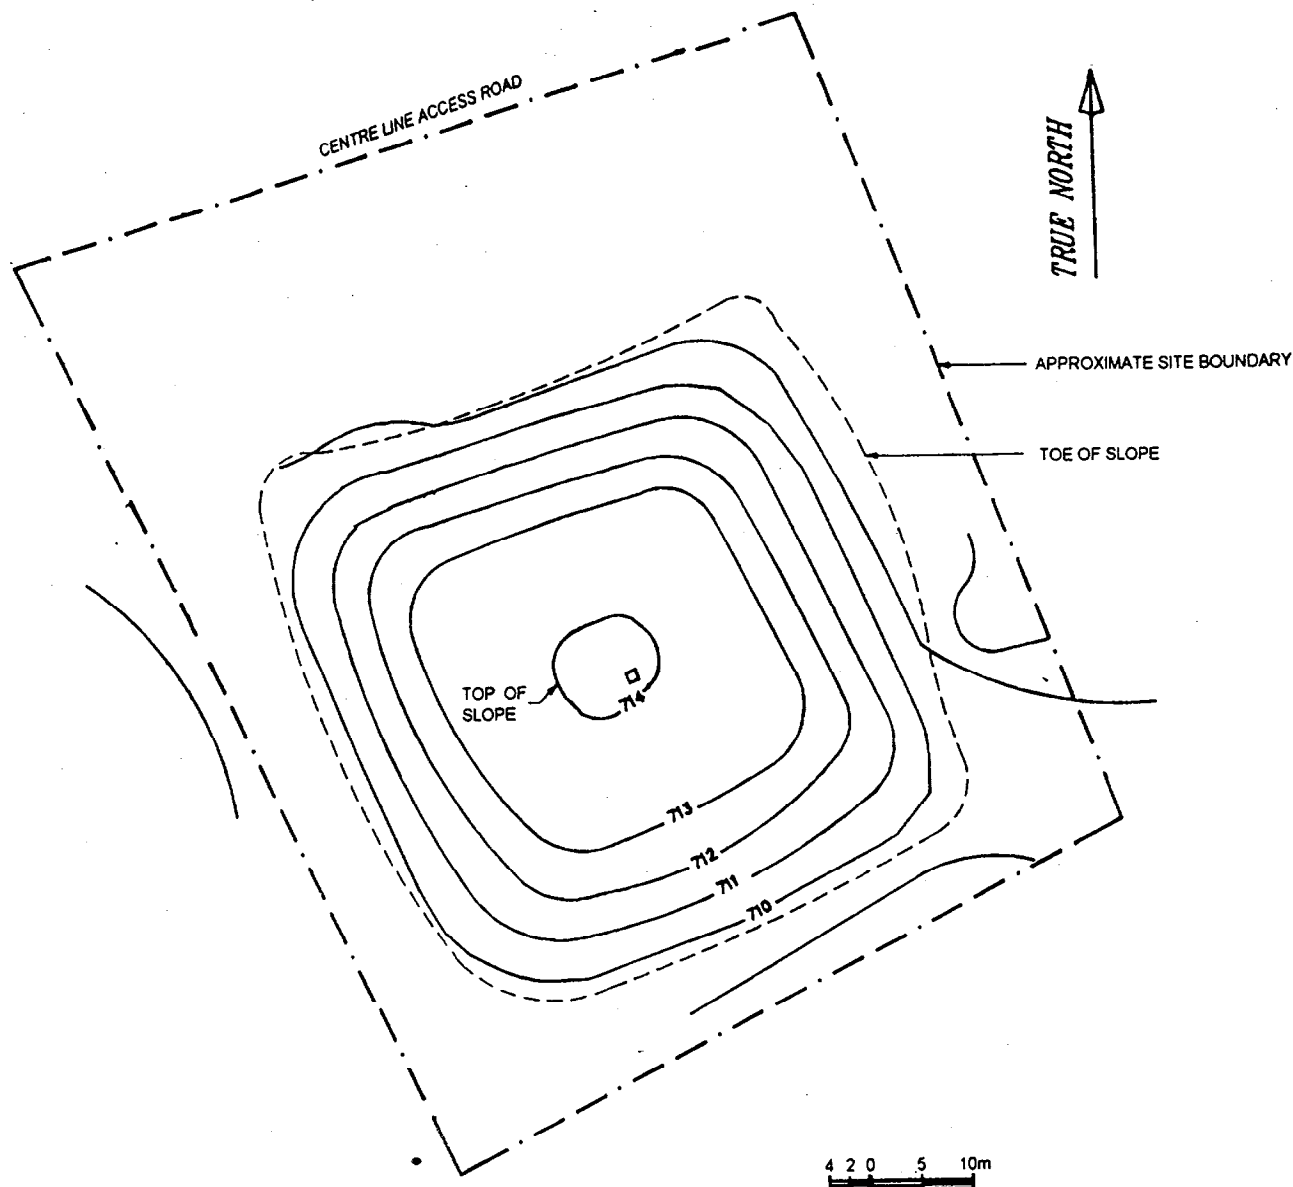 CENTRE LINE ACCESS ROAD
TRUE NORTH
APPROXIMATE SITE BOUNDARY
TOE OF SLOPE
TOP OF
SLOPE
714
713
712
711
710
4 2 0 5 10m